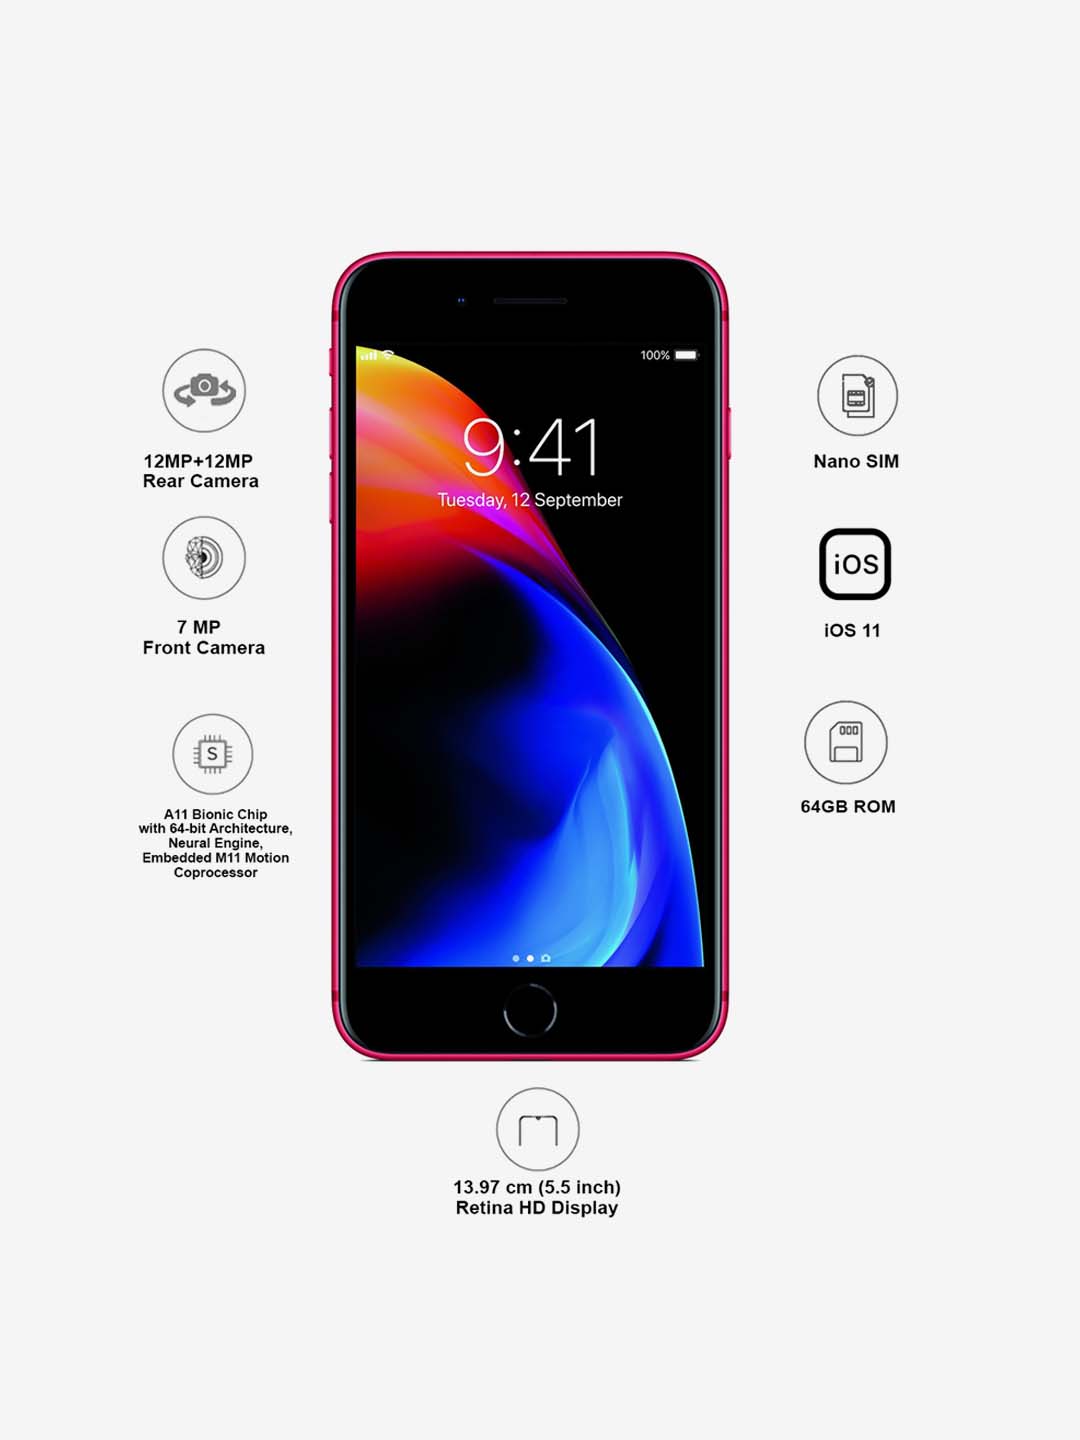 100%
9:41
Tuesday, 12 September
12MP+12MP
Rear Camera
7 MP
Front Camera
S
A11 Bionic Chip
with 64-bit Architecture,
Neural Engine,
Embedded M11 Motion
Coprocessor
Nano SIM
iOS
iOS 11
64GB ROM
13.97 cm (5.5 inch)
Retina HD Display